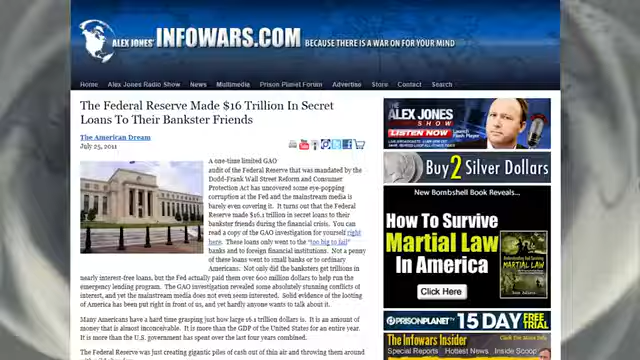 ALEX JONES' INFOWARS.COM BECAUSE THERE IS A WAR ON FOR YOUR MIND
Home Alex Jones Radio Show News Multimedia Prison Planet Forum Advertise Store Contact Search
The Federal Reserve Made $16 Trillion In Secret
Loans To Their Bankster Friends
The American Dream
July 25, 2011
A one-time limited GAO
audit of the Federal Reserve that was mandated by the
Dodd-Frank Wall Street Reform and Consumer
Protection Act has uncovered some eye-popping
corruption at the Fed and the mainstream media is
barely even covering it. It turns out that the Federal
Reserve made $16.1 trillion in secret loans to their
bankster friends during the financial crisis. You can
read a copy of the GAO investigation for yourself right
here. These loans only went to the "too big to fail"
banks and to foreign financial institutions. Not a penny
of these loans went to small banks or to ordinary
Americans. Not only did the banksters get trillions in
nearly interest-free loans, but the Fed actually paid them over 600 million dollars to help run the
emergency lending program. The GAO investigation revealed some absolutely stunning conflicts of
interest, and yet the mainstream media does not even seem interested. Solid evidence of the looting
of America has been put right in front of us, and yet hardly anyone wants to talk about it.
Many Americans have a hard time grasping just how large 16.1 trillion dollars is. It is an amount of
money that is almost inconceivable. It is more than the GDP of the United States for an entire year.
It is more than the U.S. government has spent over the last four years combined.
The Federal Reserve was just creating gigantic piles of cash out of thin air and throwing them around
THE
ALEX JONES
SHOW
LISTEN NOW
Launch
Flash Player
Buy 2 Silver Dollars
New Bombshell Book Reveals...
How To Survive
Martial Law
In America
Click Here
MARTIAL LAW
PRISONPLANET 15 DAY FREE TRIAL
The Infowars Insider
Special Reports Hottest News Inside Scoop